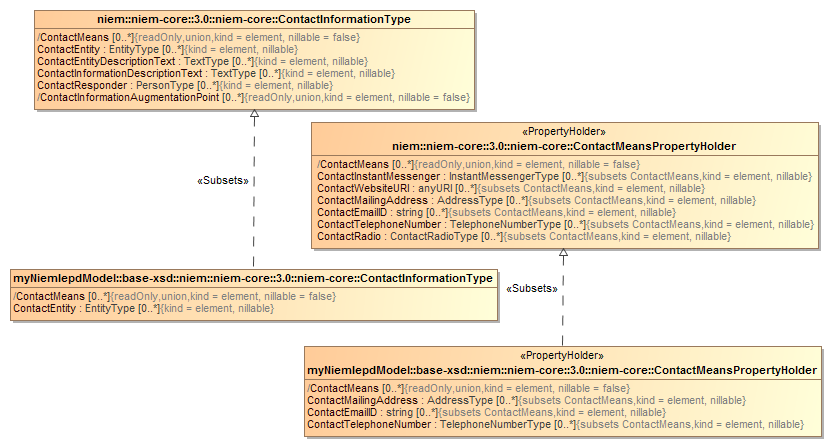 niem::niem-core::3.0::niem-core::ContactInformationType
/ContactMeans [0..*]{readOnly,union,kind = element, nillable = false}
ContactEntity : EntityType [0..*]{kind = element, nillable}
ContactEntityDescriptionText : TextType [0..*]{kind = element, nillable}
ContactInformationDescriptionText : TextType [0..*]{kind = element, nillable}
ContactResponder : PersonType [0..*]{kind = element, nillable}
/ContactInformationAugmentationPoint [0..*]{readOnly,union,kind = element, nillable = false}
«PropertyHolder»
niem::niem-core::3.0::niem-core::ContactMeansPropertyHolder
/ContactMeans [0..*]{readOnly,union,kind = element, nillable = false}
ContactInstantMessenger : InstantMessengerType [0..*]{subsets ContactMeans,kind = element, nillable}
ContactWebsiteURI : anyURI [0..*]{subsets ContactMeans,kind = element, nillable}
ContactMailingAddress : AddressType [0..*]{subsets ContactMeans,kind = element, nillable}
ContactEmailID : string [0..*]{subsets ContactMeans,kind = element, nillable}
ContactTelephoneNumber : TelephoneNumberType [0..*]{subsets ContactMeans,kind = element, nillable}
ContactRadio : ContactRadioType [0..*]{subsets ContactMeans,kind = element, nillable}
«Subsets»
myNiemIepdModel::base-xsd::niem::niem-core::3.0::niem-core::ContactInformationType
/ContactMeans [0..*]{readOnly,union,kind = element, nillable = false}
ContactEntity : EntityType [0..*]{kind = element, nillable}
«Subsets»
«PropertyHolder»
myNiemIepdModel::base-xsd::niem::niem-core::3.0::niem-core::ContactMeansPropertyHolder
/ContactMeans [0..*]{readOnly,union,kind = element, nillable = false}
ContactMailingAddress : AddressType [0..*]{subsets ContactMeans,kind = element, nillable}
ContactEmailID : string [0..*]{subsets ContactMeans,kind = element, nillable}
ContactTelephoneNumber : TelephoneNumberType [0..*]{subsets ContactMeans,kind = element, nillable}